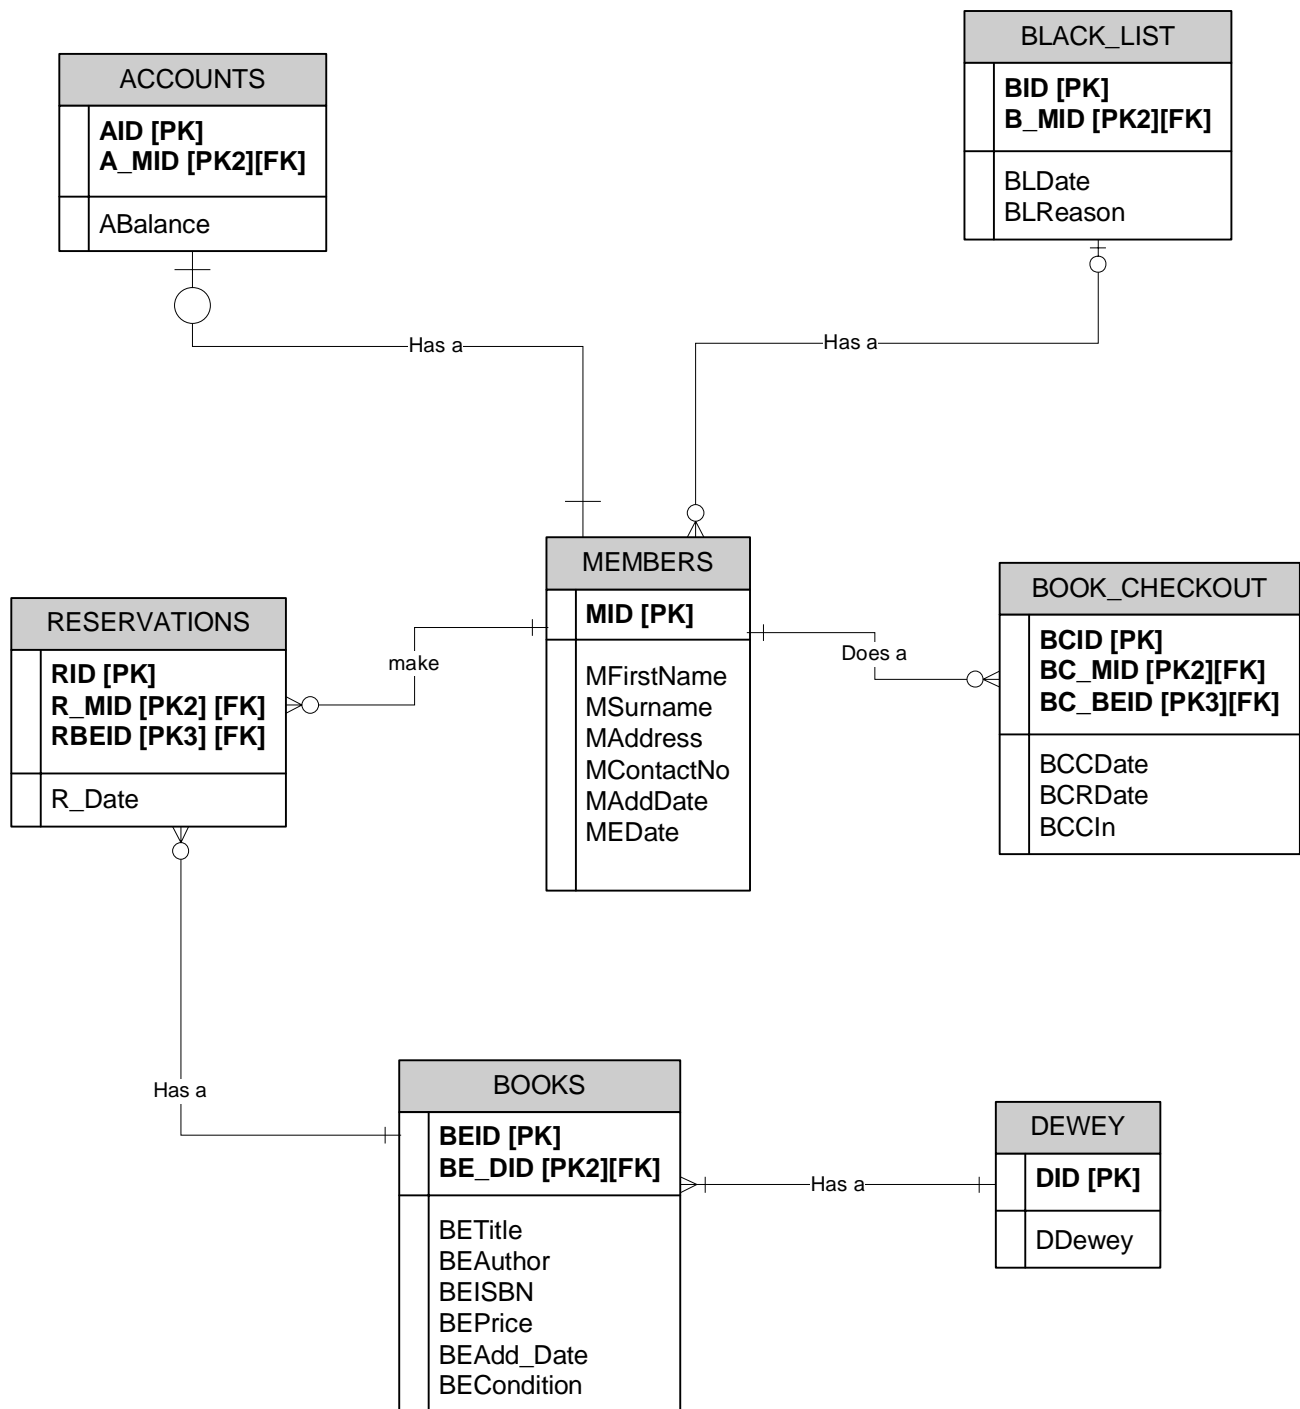 ACCOUNTS
AID [PK]
A_MID [PK2][FK]
ABalance
BLACK_LIST
BID [PK]
B_MID [PK2][FK]
BLDate
BLReason
Has a
Has a
MEMBERS
MID [PK]
MFirstName
MSurname
MAddress
MContactNo
MAddDate
MEDate
RESERVATIONS
RID [PK]
R_MID [PK2] [FK]
RBEID [PK3] [FK]
R_Date
make
Does a
BOOK_CHECKOUT
BCID [PK]
BC_MID [PK2][FK]
BC_BEID [PK3][FK]
BCCDate
BCRDate
BCCIn
Has a
BOOKS
BEID [PK]
BE_DID [PK2][FK]
BETitle
BEAuthor
BEISBN
BEPrice
BEAdd_Date
BECondition
Has a
DEWEY
DID [PK]
DDewey